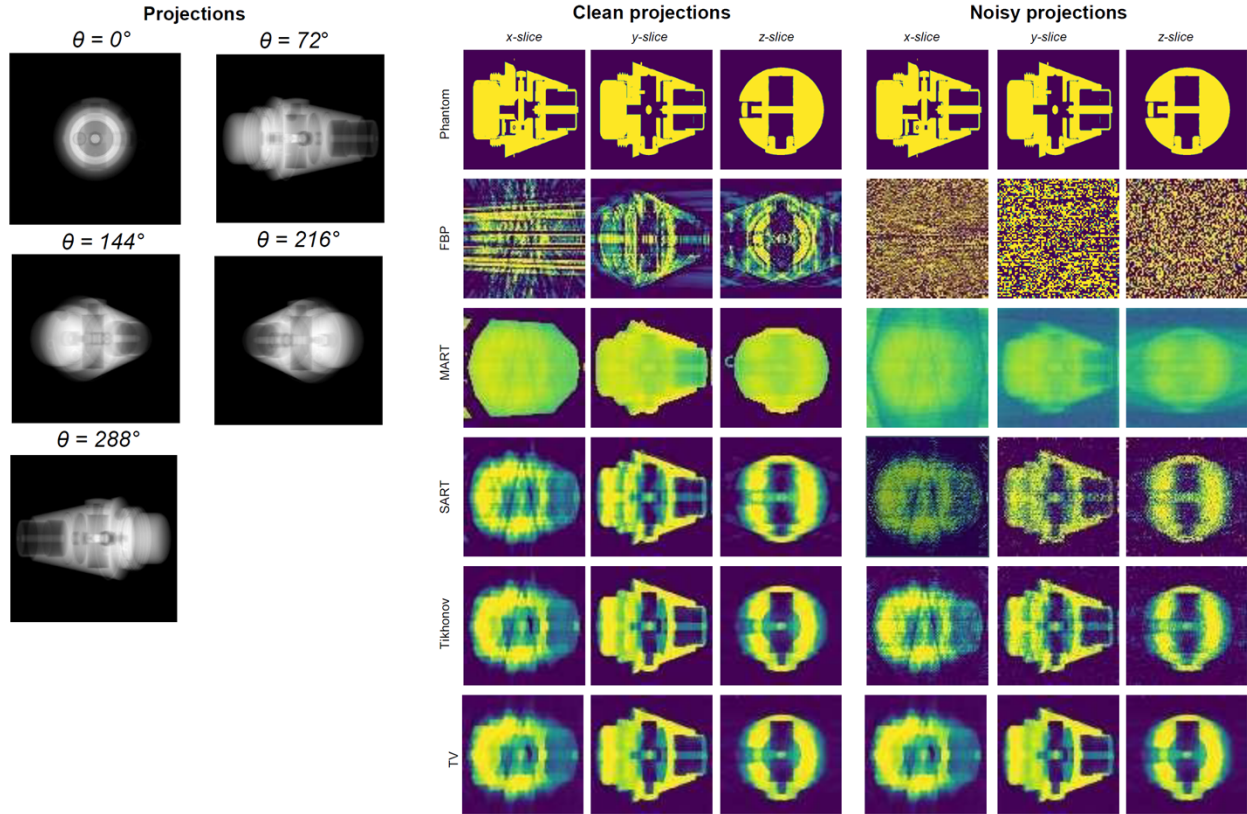 Projections
θ = 0°
θ = 72°
θ = 144°
θ = 216°
θ = 288°
Clean projections
Noisy projections
x-slice
y-slice
z-slice
x-slice
y-slice
z-slice
Phantom
FBP
MART
SART
Tikhonov
TV